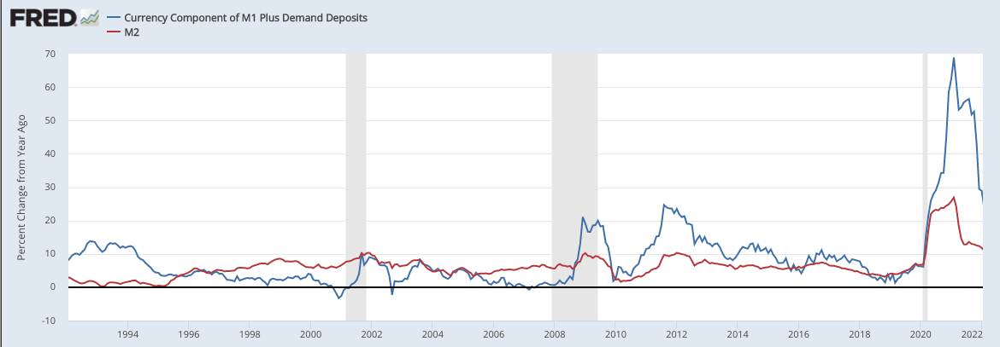 FRED
Currency Component of M1 Plus Demand Deposits
M2
Percent Change from Year Ago
70
60
50
40
30
20
10
0
-10
1994 1996 1998 2000 2002 2004 2006 2008 2010 2012 2014 2016 2018 2020 2022